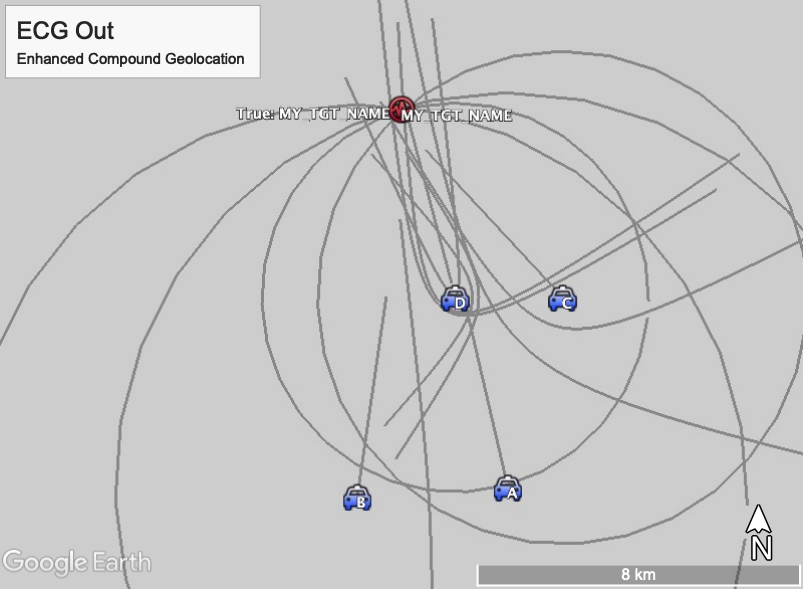 ECG Out
Enhanced Compound Geolocation
True: MY_TGT_NAME
MY_TGT_NAME
D
C
B
A
N
8 km
Google Earth